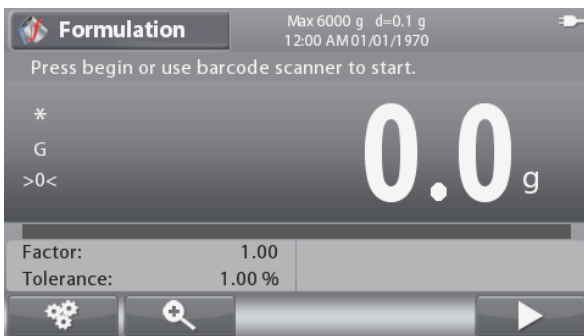 Formulation
Max 6000 g d=0.1 g
12:00 AM 01/01/1970
Press begin or use barcode scanner to start.
*
G
>0<
0.0 g
Factor: 1.00
Tolerance: 1.00 %